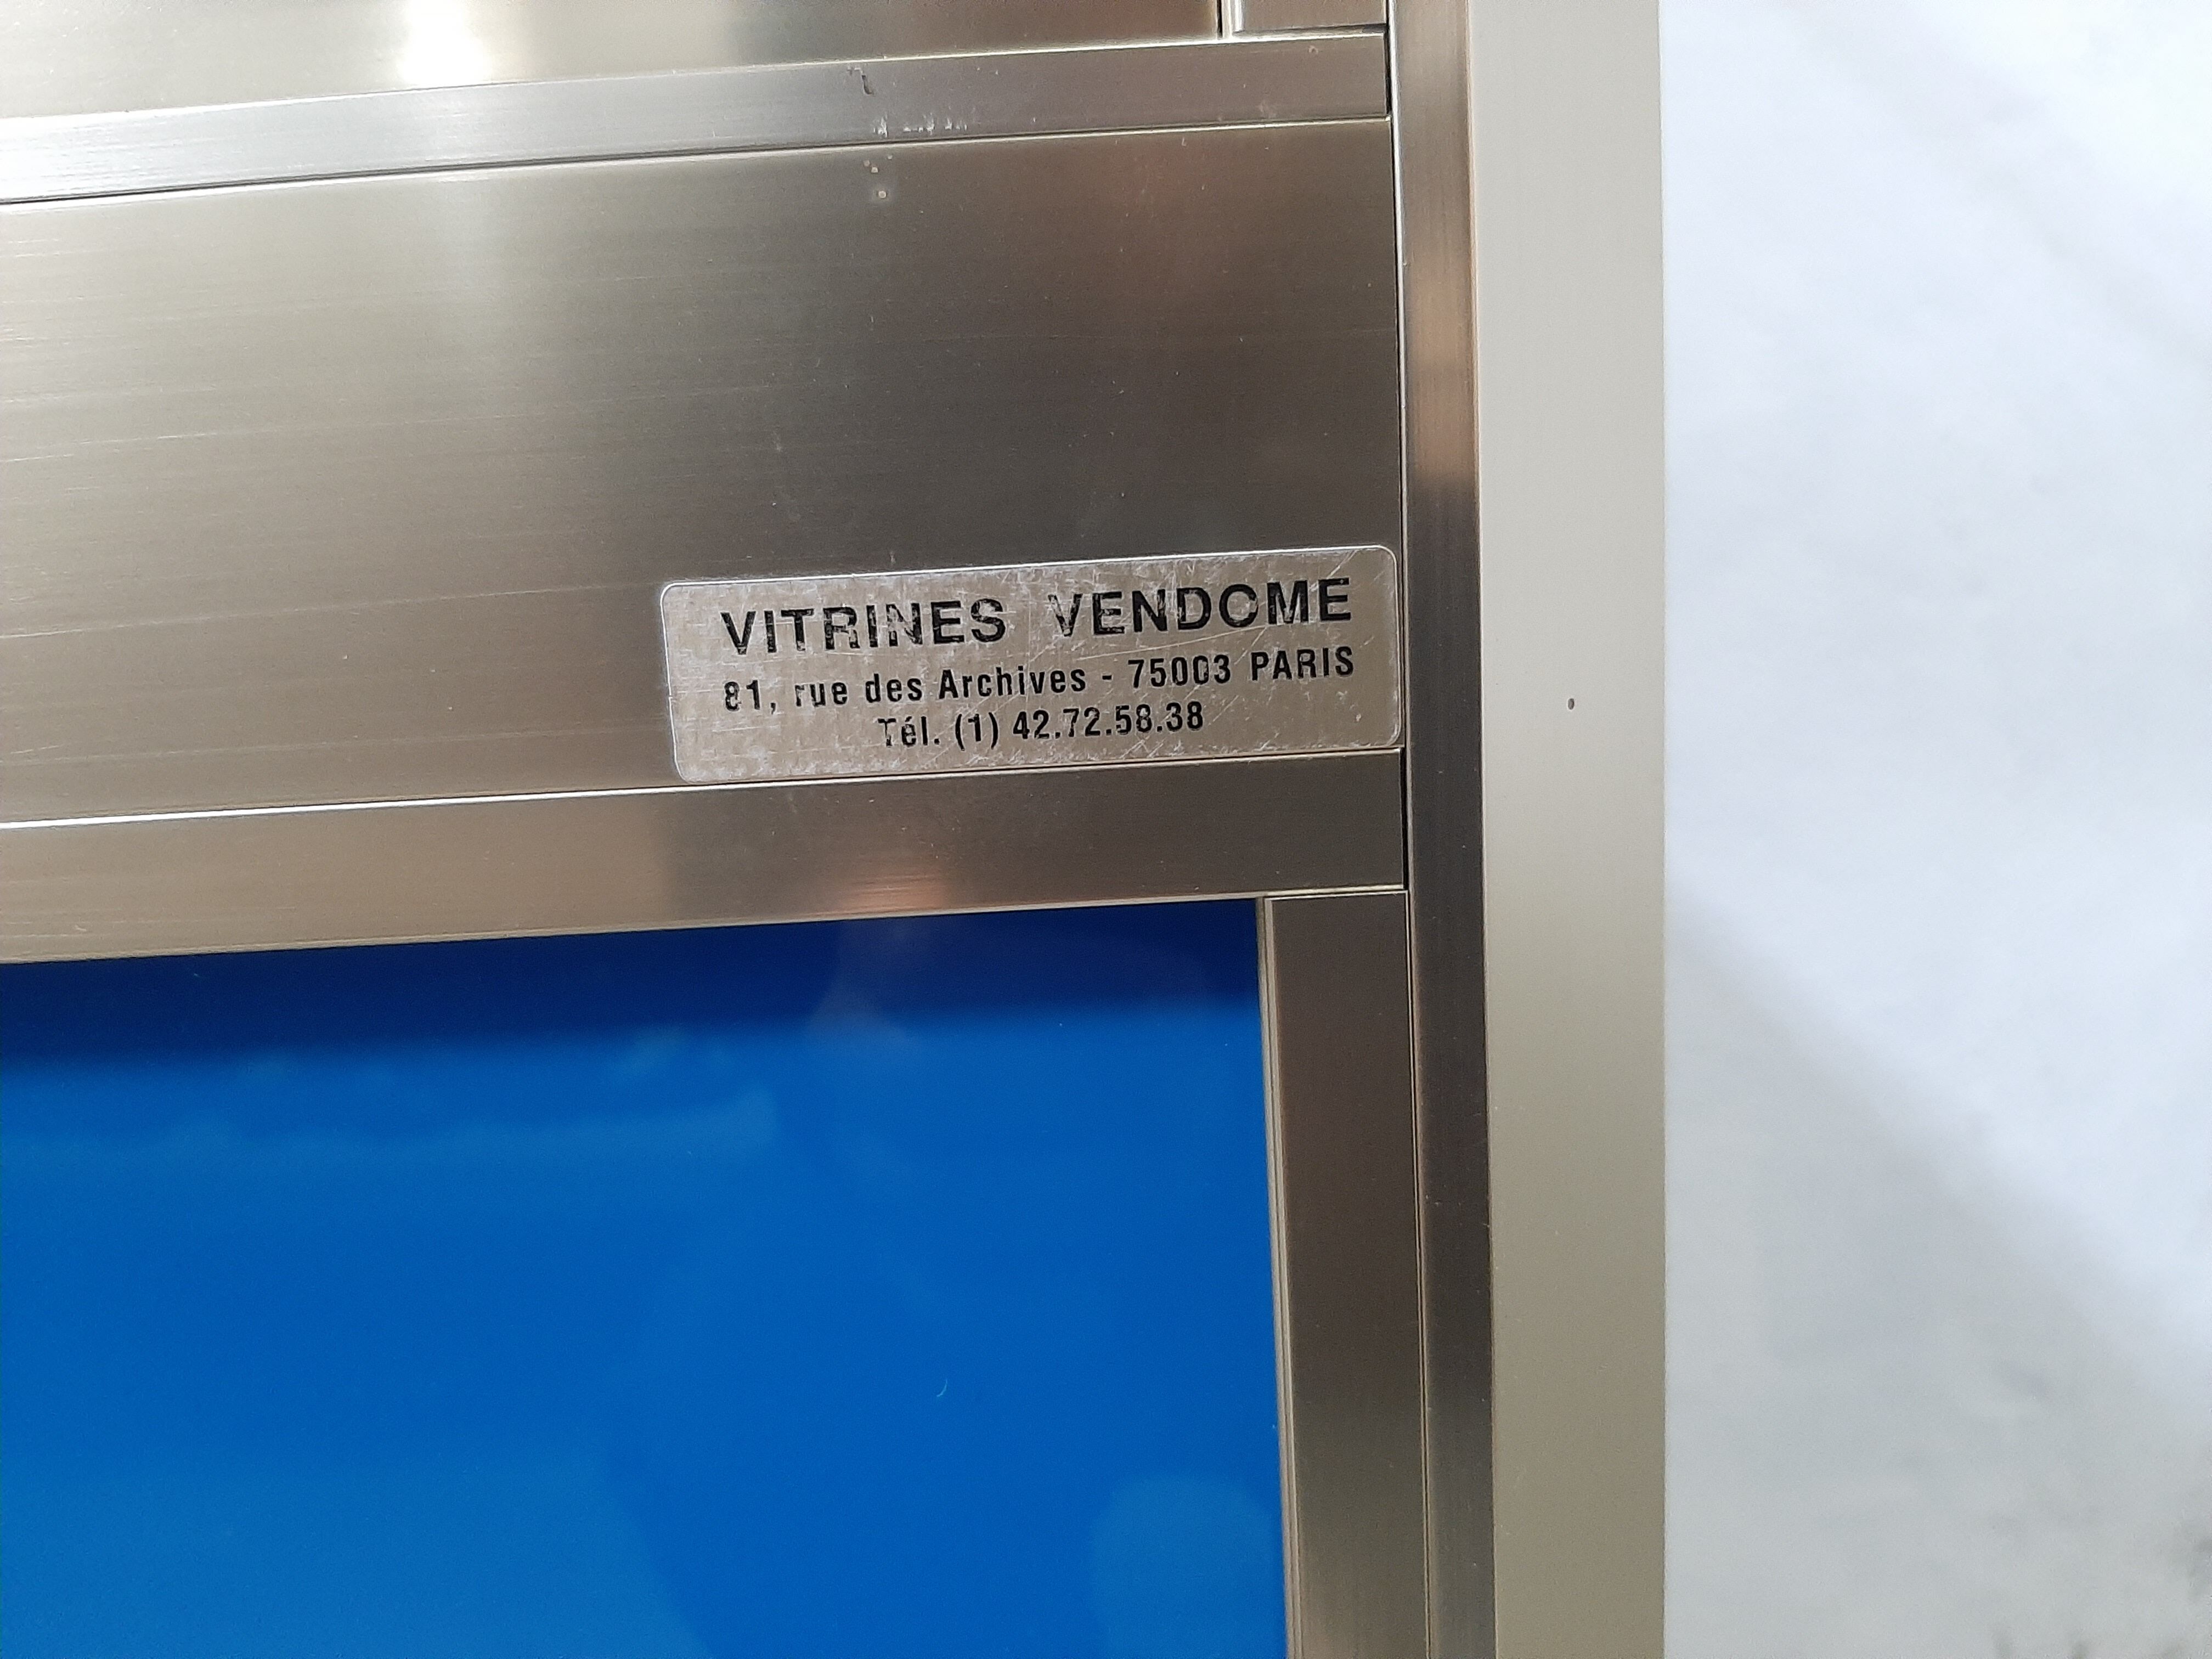 VITRINES VENDOME
81, rue des Archives - 75003 PARIS
Tél. (1) 42.72.58.38